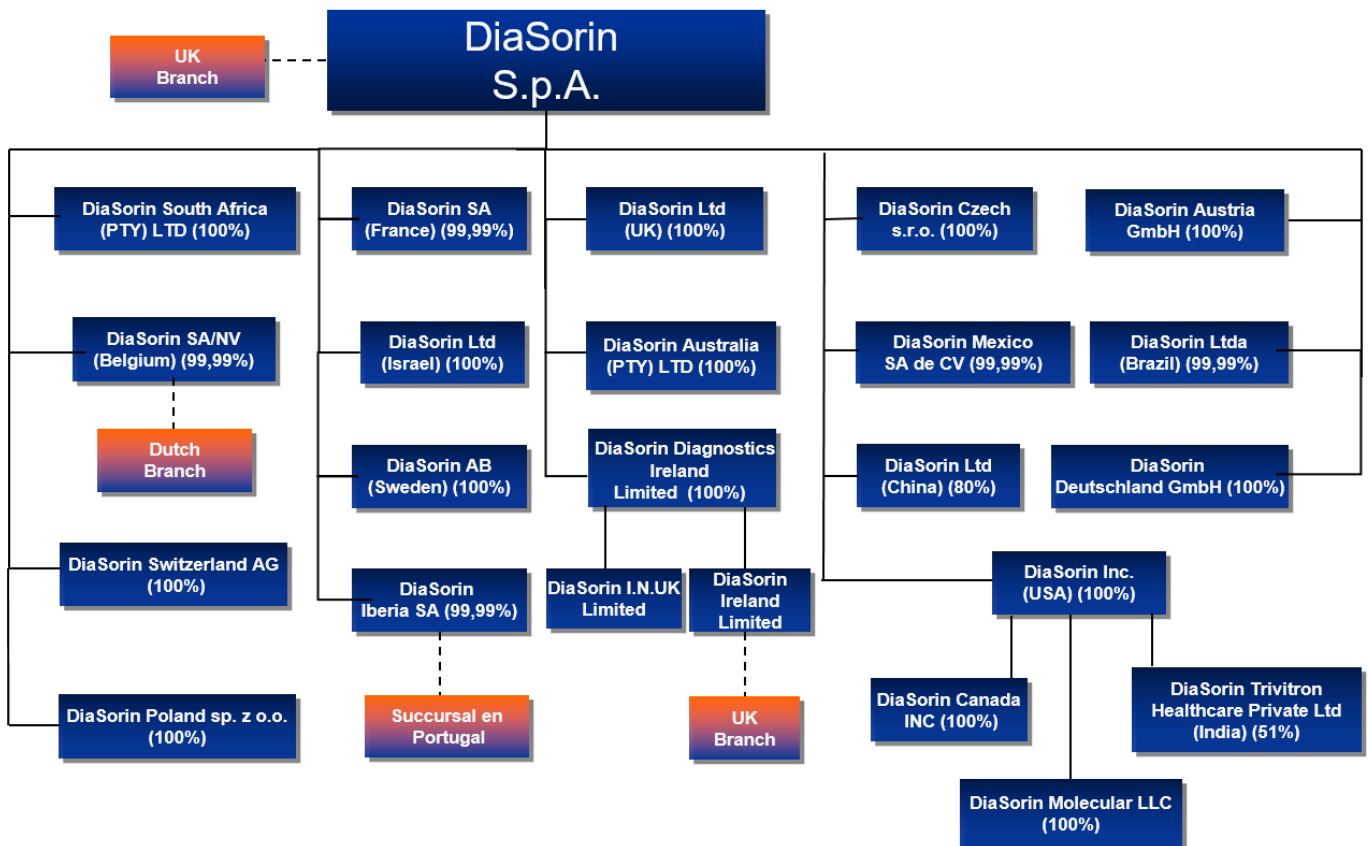 DiaSorin
S.p.A.
UK
Branch
DiaSorin South Africa
(PTY) LTD (100%)
DiaSorin SA
(France) (99,99%)
DiaSorin Ltd
(UK) (100%)
DiaSorin Czech
s.r.o. (100%)
DiaSorin Austria
GmbH (100%)
DiaSorin SA/NV
(Belgium) (99,99%)
DiaSorin Ltd
(Israel) (100%)
DiaSorin Australia
(PTY) LTD (100%)
DiaSorin Mexico
SA de CV (99,99%)
DiaSorin Ltda
(Brazil) (99,99%)
Dutch
Branch
DiaSorin AB
(Sweden) (100%)
DiaSorin Diagnostics
Ireland
Limited (100%)
DiaSorin Ltd
(China) (80%)
DiaSorin
Deutschland GmbH (100%)
DiaSorin Switzerland AG
(100%)
DiaSorin
Iberia SA (99,99%)
DiaSorin I.N.UK
Limited
DiaSorin
Ireland
Limited
DiaSorin Inc.
(USA) (100%)
DiaSorin Poland sp. z o.o.
(100%)
Succursal en
Portugal
UK
Branch
DiaSorin Canada
INC (100%)
DiaSorin Trivitron
Healthcare Private Ltd
(India) (51%)
DiaSorin Molecular LLC
(100%)